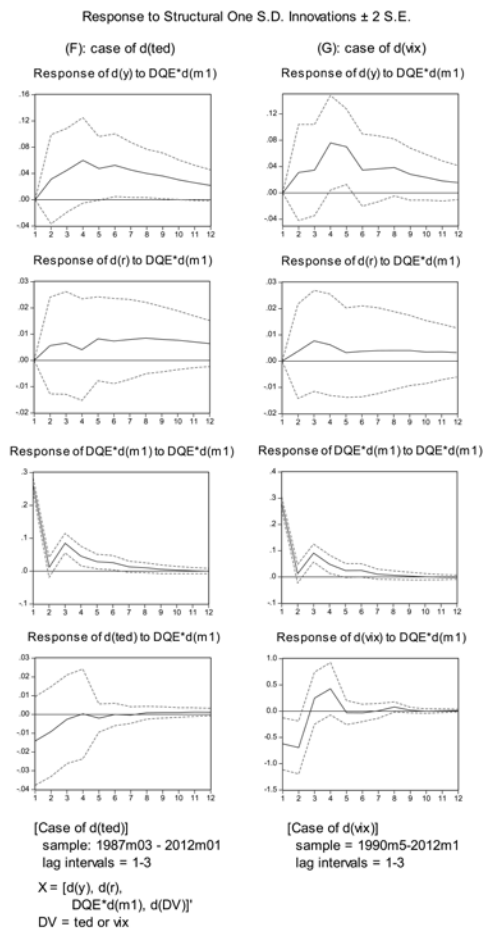 Response to Structural One S.D. Innovations ± 2 S.E.
(F): case of d(ted)
(G): case of d(vix)
Response of d(y) to DQE*d(m1)
.16
.12
.08
.04
.00
-.04
1 2 3 4 5 6 7 8 9 10 11 12
Response of d(y) to DQE*d(m1)
.12
.08
.04
.00
-.04
1 2 3 4 5 6 7 8 9 10 11 12
Response of d(r) to DQE*d(m1)
.03
.02
.01
.00
-.01
-.02
1 2 3 4 5 6 7 8 9 10 11 12
Response of d(r) to DQE*d(m1)
.03
.02
.01
.00
-.01
-.02
1 2 3 4 5 6 7 8 9 10 11 12
Response of DQE*d(m1) to DQE*d(m1)
.3
.2
.1
.0
-.1
1 2 3 4 5 6 7 8 9 10 11 12
Response of DQE*d(m1) to DQE*d(m1)
.4
.3
.2
.1
.0
-.1
1 2 3 4 5 6 7 8 9 10 11 12
Response of d(ted) to DQE*d(m1)
.03
.02
.01
.00
-.01
-.02
-.03
-.04
1 2 3 4 5 6 7 8 9 10 11 12
Response of d(vix) to DQE*d(m1)
1.0
0.5
0.0
-0.5
-1.0
-1.5
1 2 3 4 5 6 7 8 9 10 11 12
[Case of d(ted)]
sample: 1987m03 - 2012m01
lag intervals = 1-3
X = [d(y), d(r),
DQE*d(m1), d(DV)]'
DV = ted or vix
[Case of d(vix)]
sample = 1990m5-2012m1
lag intervals = 1-3